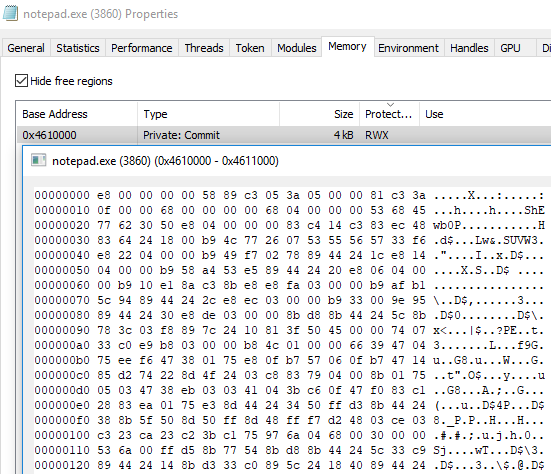 notepad.exe (3860) Properties
General Statistics Performance Threads Token Modules Memory Environment Handles GPU
Hide free regions
Base Address Type Size Protect... Use
0x4610000 Private: Commit 4 kB RWX
notepad.exe (3860) (0x4610000 - 0x4611000)
00000000 e8 00 00 00 00 58 89 c3 05 3a 05 00 00 81 c3 3a .....X...:.....:
00000010 0f 00 00 68 00 00 00 00 68 04 00 00 00 53 68 45 ...h....h....ShE
00000020 77 62 30 50 e8 04 00 00 00 83 c4 14 c3 83 ec 48 wb0P...........H
00000030 83 64 24 18 00 b9 4c 77 26 07 53 55 56 57 33 f6 .d$...Lw&.SUVW3.
00000040 e8 22 04 00 00 b9 49 f7 02 78 89 44 24 1c e8 14 ."....I..x.D$...
00000050 04 00 00 b9 58 a4 53 e5 89 44 24 20 e8 06 04 00 ....X.S..D$ ....
00000060 00 b9 10 e1 8a c3 8b e8 e8 fa 03 00 00 b9 af b1 ................
00000070 5c 94 89 44 24 2c e8 ec 03 00 00 b9 33 00 9e 95 \..D$,......3...
00000080 89 44 24 30 e8 de 03 00 00 8b d8 8b 44 24 5c 8b .D$0........D$\.
00000090 78 3c 03 f8 89 7c 24 10 81 3f 50 45 00 00 74 07 x<...|$..?PE..t.
000000a0 33 c0 e9 b8 03 00 00 b8 4c 01 00 00 66 39 47 04 3.......L...f9G.
000000b0 75 ee f6 47 38 01 75 e8 0f b7 57 06 0f b7 47 14 u..G8.u...W...G.
000000c0 85 d2 74 22 8d 4f 24 03 c8 83 79 04 00 8b 01 75 ..t".O$...y....u
000000d0 05 03 47 38 eb 03 03 41 04 3b c6 0f 47 f0 83 c1 ..G8...A.;..G...
000000e0 28 83 ea 01 75 e3 8d 44 24 34 50 ff d3 8b 44 24 (...u..D$4P...D$
000000f0 38 8b 5f 50 8d 50 ff 8d 48 ff f7 d2 48 03 ce 03 8._P.P..H...H...
00000100 c3 23 ca 23 c2 3b c1 75 97 6a 04 68 00 30 00 00 .#.#.;.u.j.h.0..
00000110 53 6a 00 ff d5 8b 77 54 8b d8 8b 44 24 5c 33 c9 Sj....wT...D$\3.
00000120 89 44 24 14 8b d3 33 c0 89 5c 24 18 40 89 44 24 .D$...3..\$.@.D$